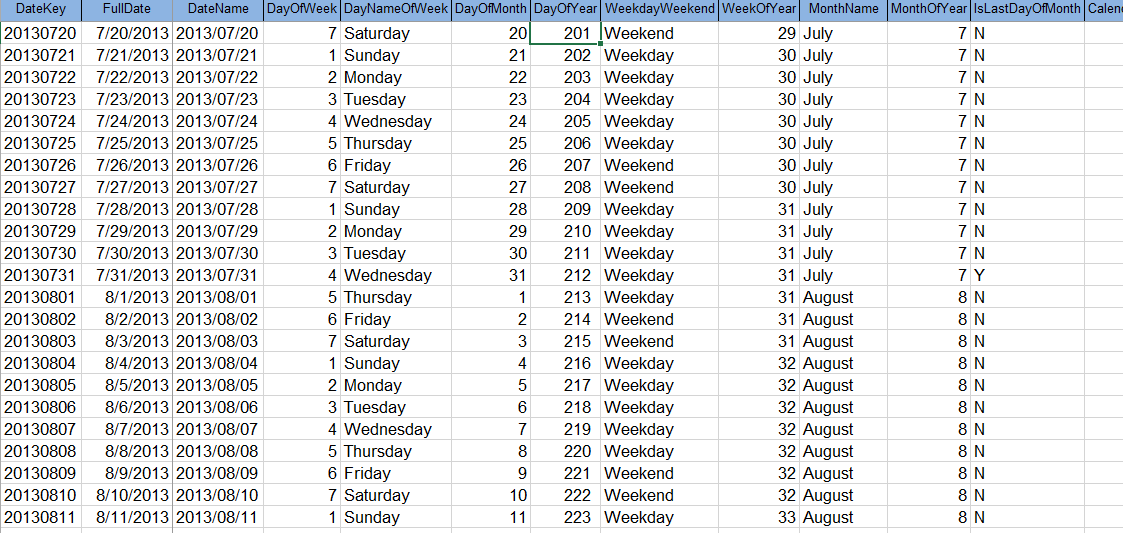 DateKey FullDate DateName DayOfWeek DayNameOfWeek DayOfMonth DayOfYear WeekdayWeekend WeekOfYear MonthName MonthOfYear IsLastDayOfMonth Calen
20130720 7/20/2013 2013/07/20 7 Saturday 20 201 Weekend 29 July 7 N
20130721 7/21/2013 2013/07/21 1 Sunday 21 202 Weekday 30 July 7 N
20130722 7/22/2013 2013/07/22 2 Monday 22 203 Weekday 30 July 7 N
20130723 7/23/2013 2013/07/23 3 Tuesday 23 204 Weekday 30 July 7 N
20130724 7/24/2013 2013/07/24 4 Wednesday 24 205 Weekday 30 July 7 N
20130725 7/25/2013 2013/07/25 5 Thursday 25 206 Weekday 30 July 7 N
20130726 7/26/2013 2013/07/26 6 Friday 26 207 Weekend 30 July 7 N
20130727 7/27/2013 2013/07/27 7 Saturday 27 208 Weekend 30 July 7 N
20130728 7/28/2013 2013/07/28 1 Sunday 28 209 Weekday 31 July 7 N
20130729 7/29/2013 2013/07/29 2 Monday 29 210 Weekday 31 July 7 N
20130730 7/30/2013 2013/07/30 3 Tuesday 30 211 Weekday 31 July 7 N
20130731 7/31/2013 2013/07/31 4 Wednesday 31 212 Weekday 31 July 7 Y
20130801 8/1/2013 2013/08/01 5 Thursday 1 213 Weekday 31 August 8 N
20130802 8/2/2013 2013/08/02 6 Friday 2 214 Weekend 31 August 8 N
20130803 8/3/2013 2013/08/03 7 Saturday 3 215 Weekend 31 August 8 N
20130804 8/4/2013 2013/08/04 1 Sunday 4 216 Weekday 32 August 8 N
20130805 8/5/2013 2013/08/05 2 Monday 5 217 Weekday 32 August 8 N
20130806 8/6/2013 2013/08/06 3 Tuesday 6 218 Weekday 32 August 8 N
20130807 8/7/2013 2013/08/07 4 Wednesday 7 219 Weekday 32 August 8 N
20130808 8/8/2013 2013/08/08 5 Thursday 8 220 Weekday 32 August 8 N
20130809 8/9/2013 2013/08/09 6 Friday 9 221 Weekend 32 August 8 N
20130810 8/10/2013 2013/08/10 7 Saturday 10 222 Weekend 32 August 8 N
20130811 8/11/2013 2013/08/11 1 Sunday 11 223 Weekday 33 August 8 N